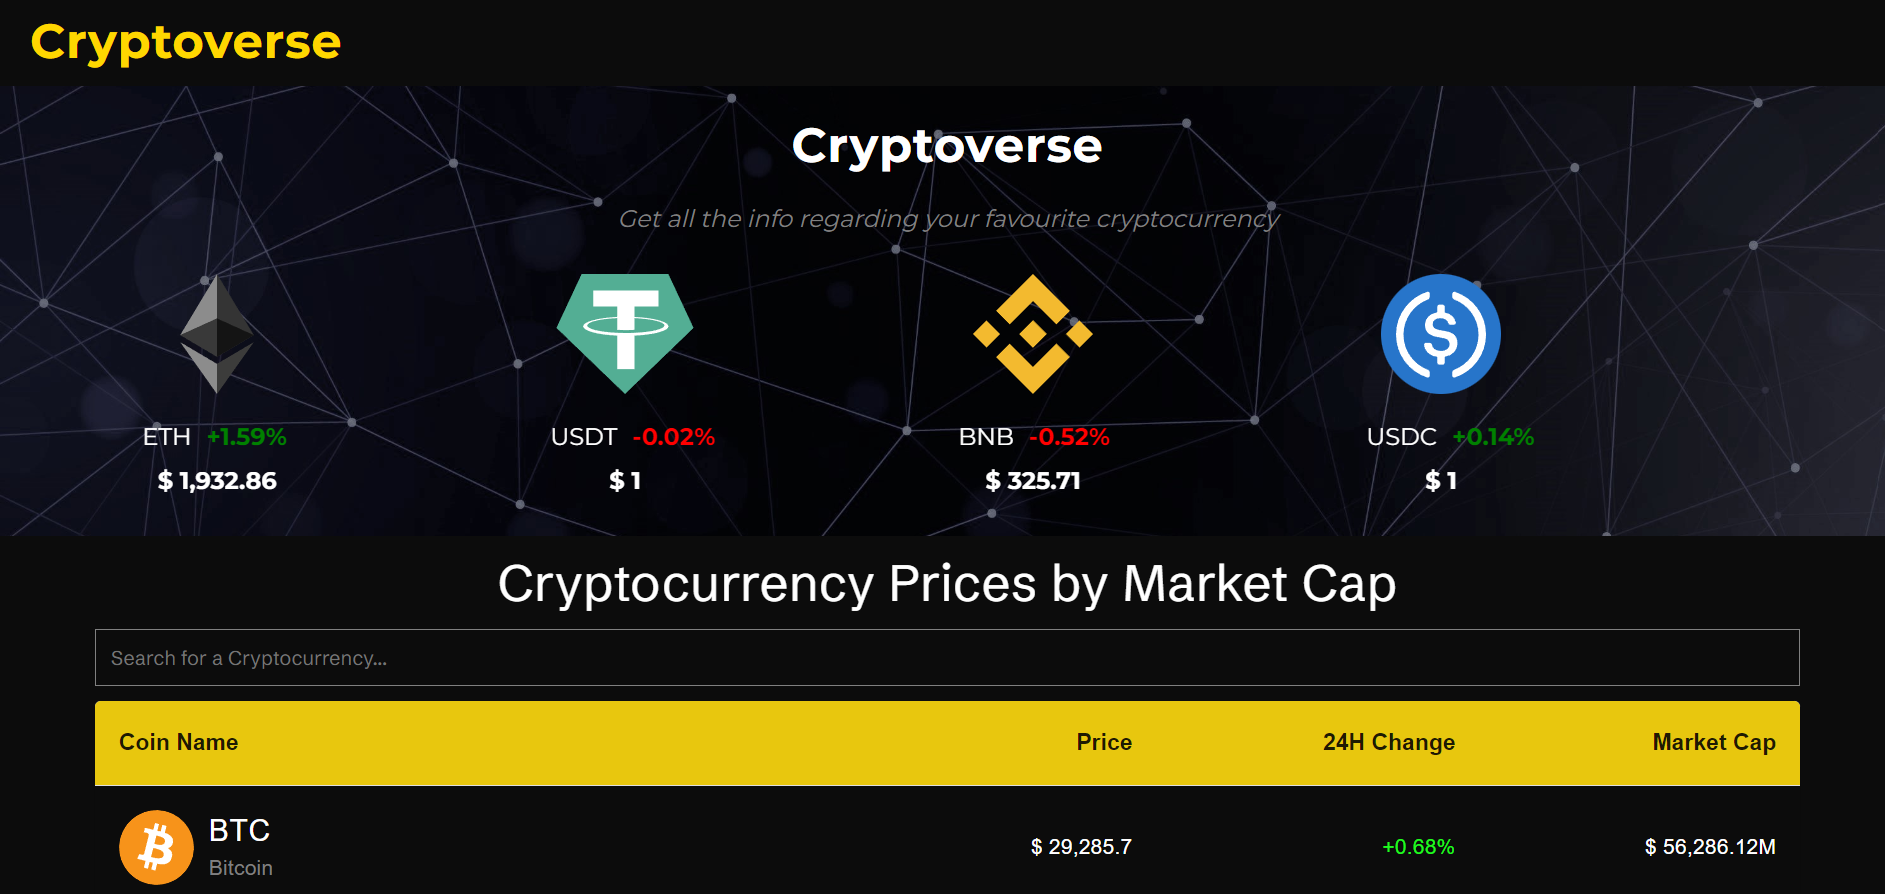 Cryptoverse
Cryptoverse
Get all the info regarding your favourite cryptocurrency
ETH +1.59%
$ 1,932.86
USDT -0.02%
$ 1
BNB -0.52%
$ 325.71
USDC +0.14%
$ 1
Cryptocurrency Prices by Market Cap
Search for a Cryptocurrency...
Coin Name Price 24H Change Market Cap
BTC
Bitcoin
$ 29,285.7 +0.68% $ 56,286.12M